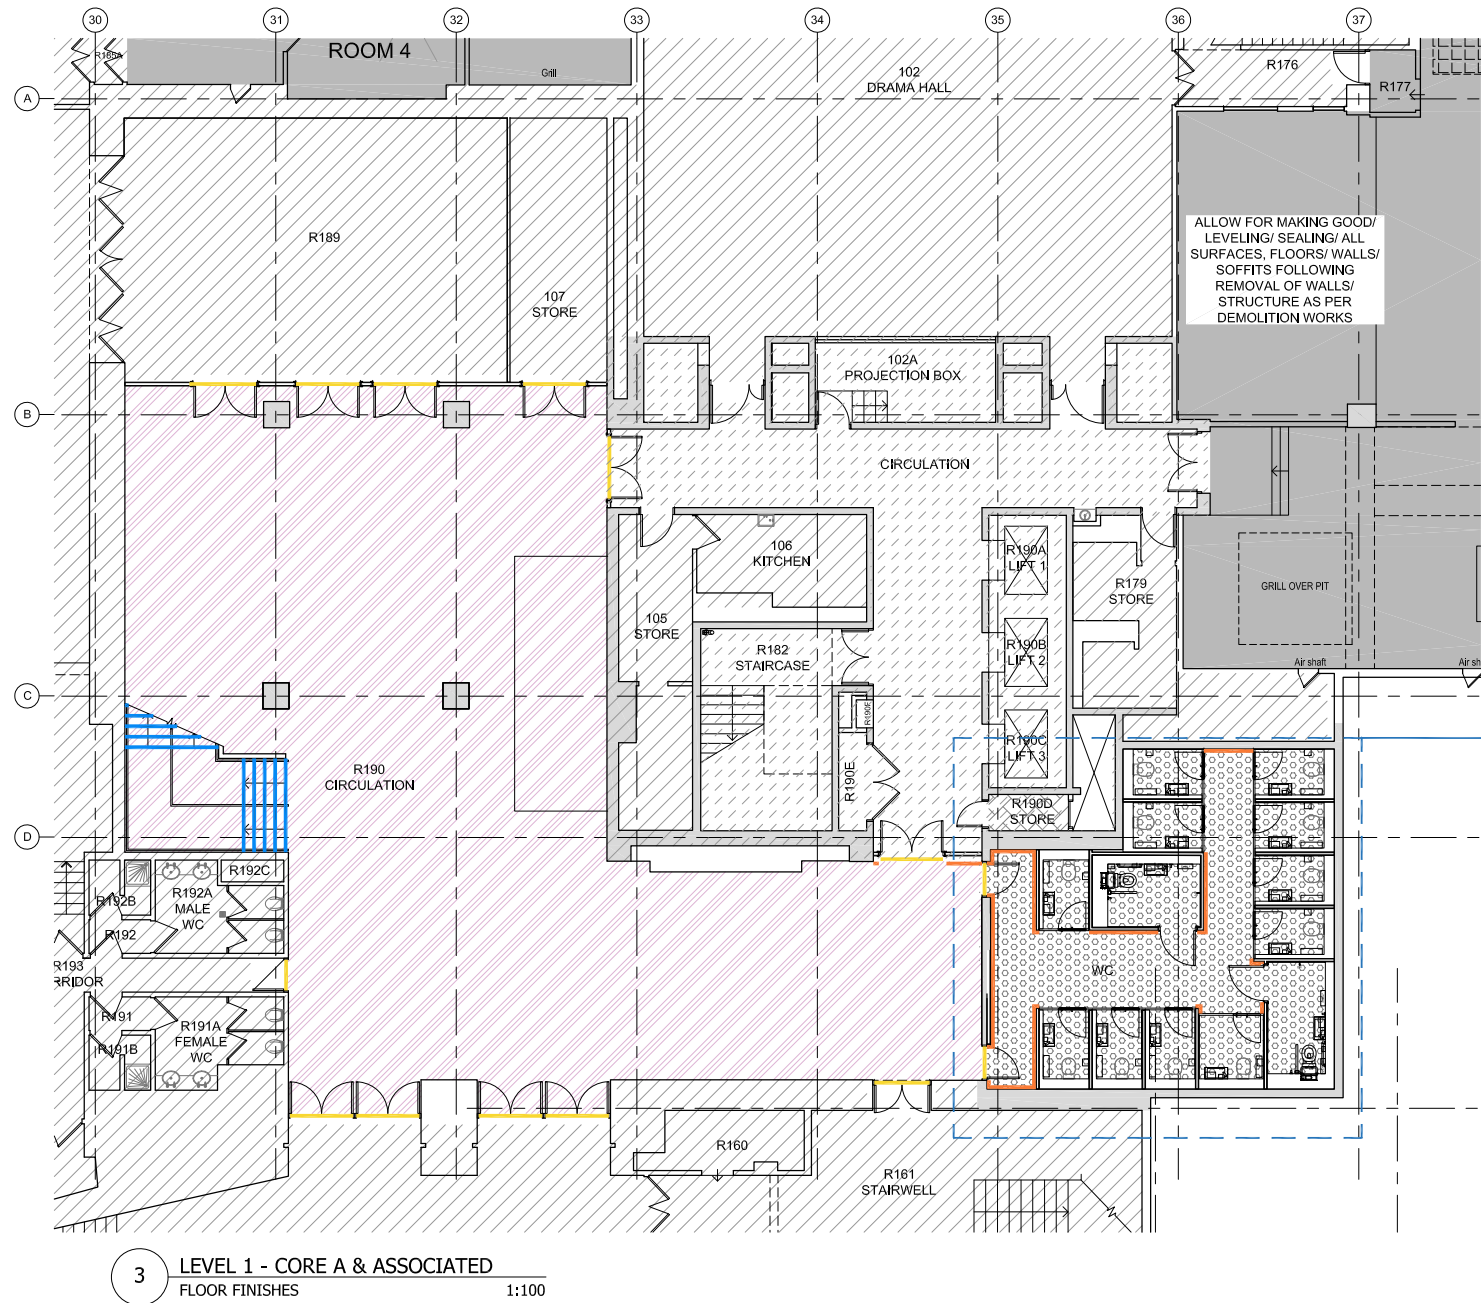 30
31
32
33
34
35
36
37
R185A
ROOM 4
Grill
102
DRAMA HALL
R176
R177
A
R189
107
STORE
ALLOW FOR MAKING GOOD/
LEVELING/ SEALING/ ALL
SURFACES, FLOORS/ WALLS/
SOFFITS FOLLOWING
REMOVAL OF WALLS/
STRUCTURE AS PER
DEMOLITION WORKS
102A
PROJECTION BOX
B
CIRCULATION
106
KITCHEN
R190A
LIFT 1
R179
STORE
GRILL OVER PIT
105
STORE
R182
STAIRCASE
R190B
LIFT 2
Air shaft
Air sh
C
R190F
R190C
LIFT 3
R190
CIRCULATION
R190E
R190D
STORE
D
R192C
R192B
R192A
MALE
WC
R192
R193
RRIDOR
WC
R191
R191A
FEMALE
WC
R191B
R160
R161
STAIRWELL
3
LEVEL 1 - CORE A & ASSOCIATED
FLOOR FINISHES 1:100